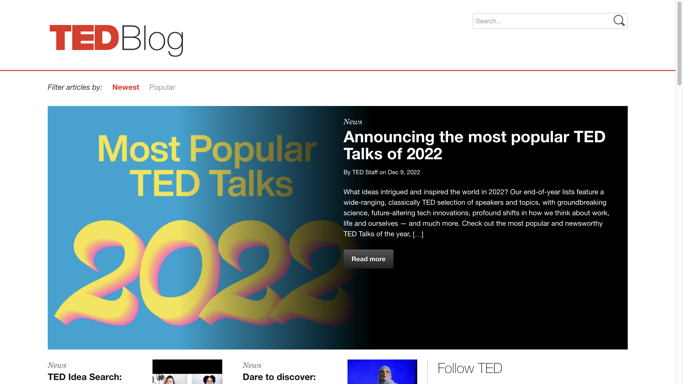 TEDBlog
Search...
Filter articles by: Newest Popular
Most Popular
TED Talks
2022
News
Announcing the most popular TED
Talks of 2022
By TED Staff on Dec 9, 2022
What ideas intrigued and inspired the world in 2022? Our end-of-year lists feature a
wide-ranging, classically TED selection of speakers and topics, with groundbreaking
science, future-altering tech innovations, profound shifts in how we think about work,
life and ourselves — and much more. Check out the most popular and newsworthy
TED Talks of the year, […]
Read more
News
TED Idea Search:
News
Dare to discover:
Follow TED